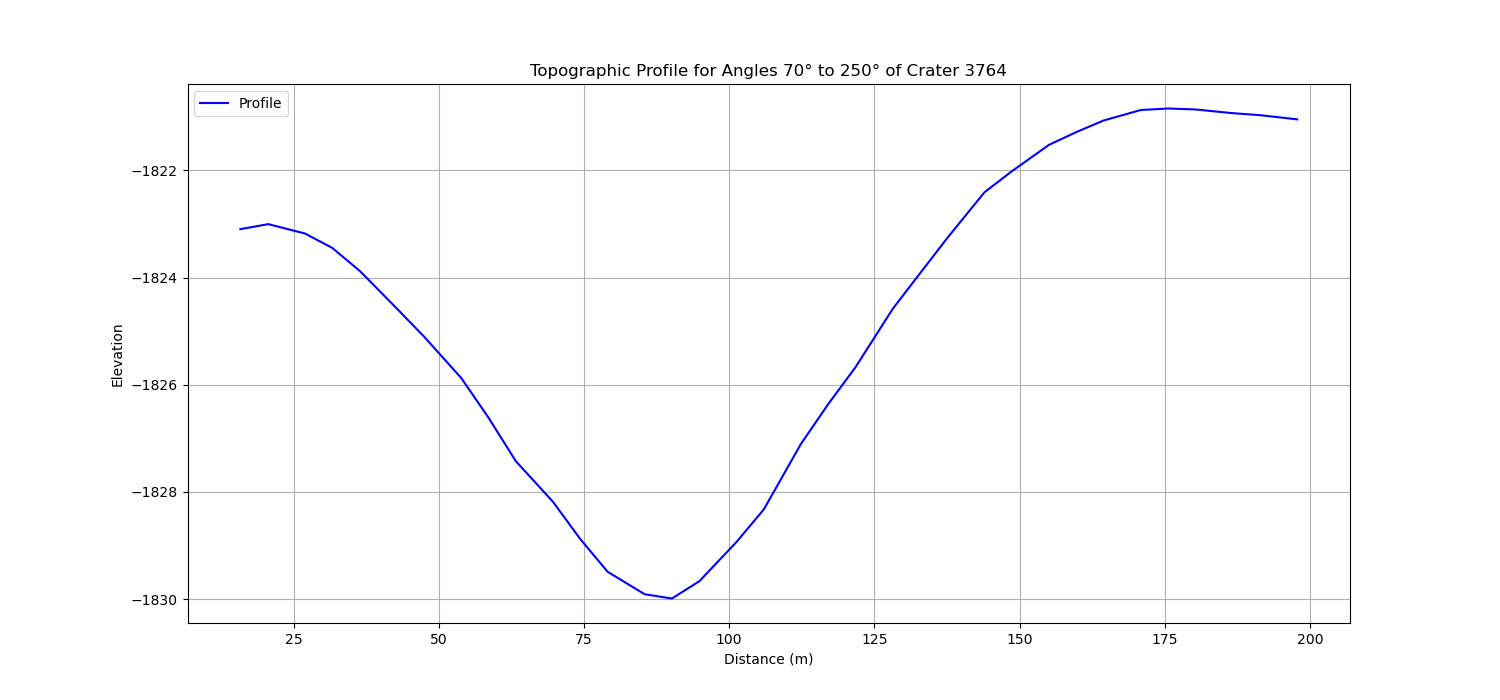 Topographic Profile for Angles 70° to 250° of Crater 3764
Profile
Elevation
−1822
−1824
−1826
−1828
−1830
25 50 75 100 125 150 175 200
Distance (m)